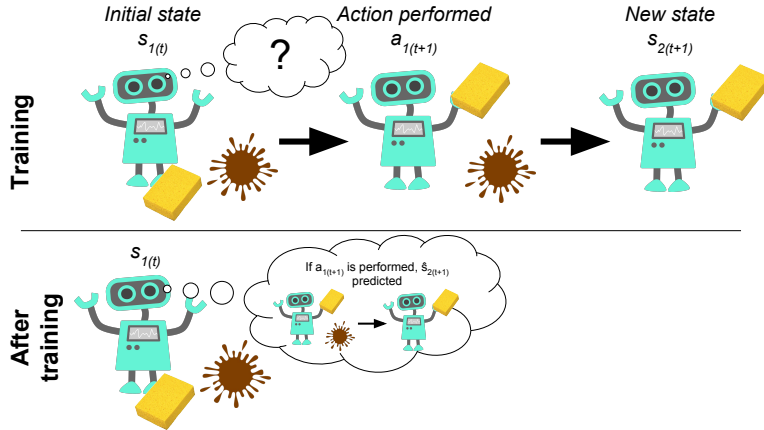 Initial state
s1(t)
Action performed
a1(t+1)
New state
s2(t+1)
?
Training
s1(t)
If a1(t+1) is performed, ŝ2(t+1)
predicted
After
training